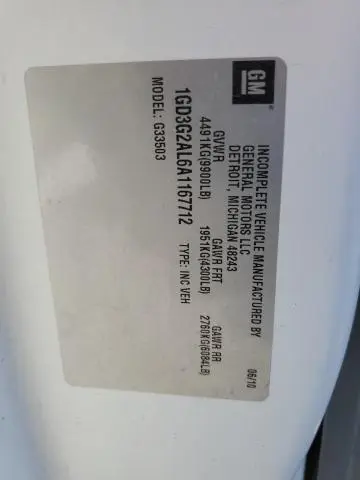 GM
INCOMPLETE VEHICLE MANUFACTURED BY
GENERAL MOTORS LLC
DETROIT, MICHIGAN 48243
06/10
GVWR GAWR FRT GAWR RR
4491KG(9900LB) 1951KG(4300LB) 2760KG(6084LB)
1GD3G2AL6A1167712 TYPE: INC VEH
MODEL: G33503